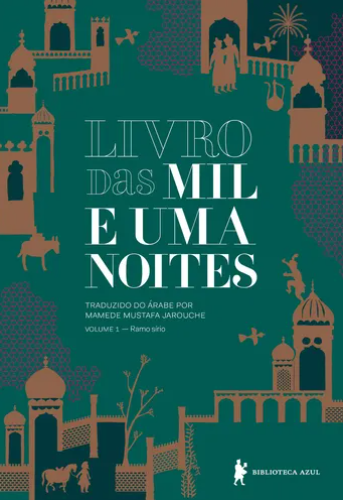 LIVRO
DAS MIL
E UMA
NOITES
TRADUZIDO DO ÁRABE POR
MAMEDE MUSTAFA JAROUCHE
VOLUME 1 — Ramo sírio
BIBLIOTECA AZUL